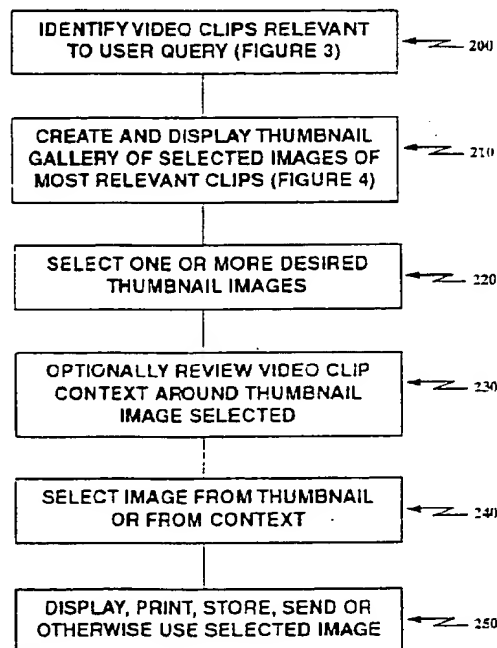 IDENTIFY VIDEO CLIPS RELEVANT
TO USER QUERY (FIGURE 3)
200
CREATE AND DISPLAY THUMBNAIL
GALLERY OF SELECTED IMAGES OF
MOST RELEVANT CLIPS (FIGURE 4)
210
SELECT ONE OR MORE DESIRED
THUMBNAIL IMAGES
220
OPTIONALLY REVIEW VIDEO CLIP
CONTEXT AROUND THUMBNAIL
IMAGE SELECTED
230
SELECT IMAGE FROM THUMBNAIL
OR FROM CONTEXT
240
DISPLAY, PRINT, STORE, SEND OR
OTHERWISE USE SELECTED IMAGE
250